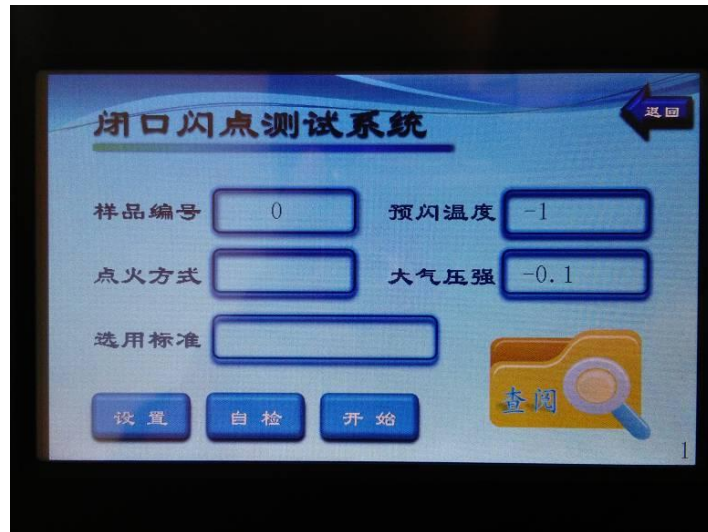 闭口闪点测试系统
返回
样品编号 0 预闪温度 -1
点火方式 大气压强 -0.1
选用标准
查阅
设置 自检 开始
1